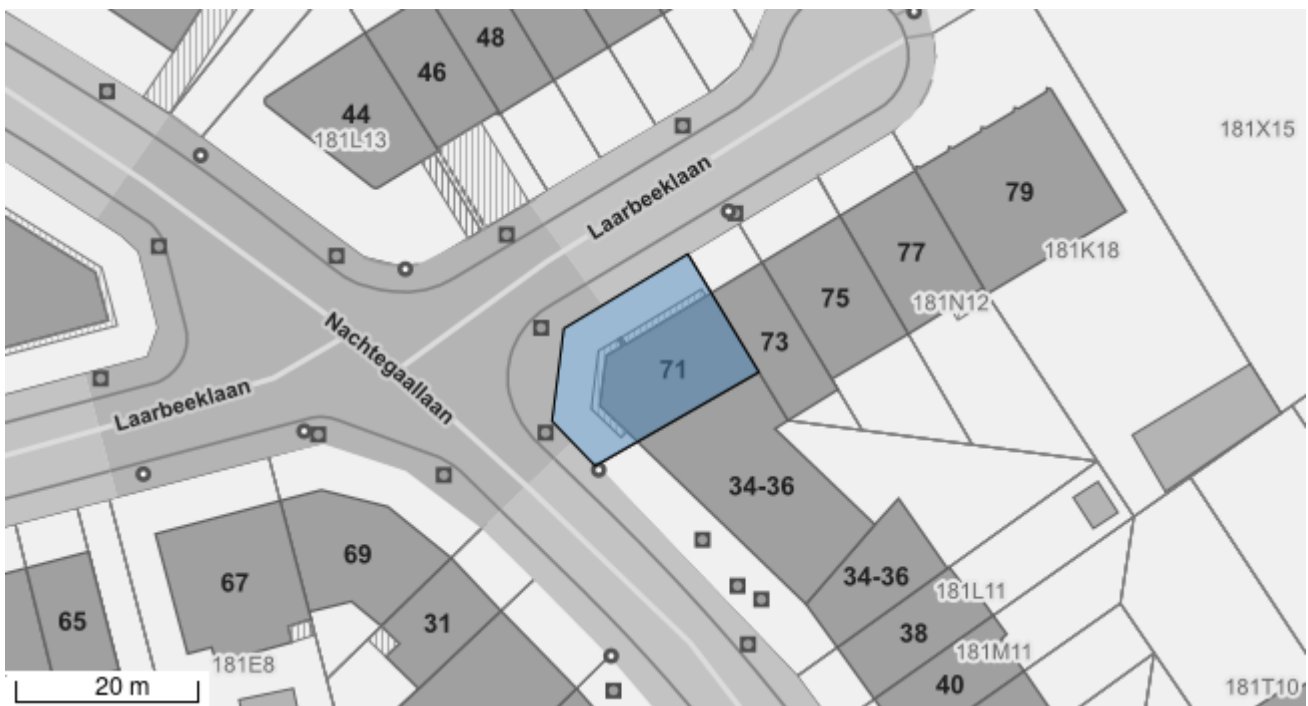 48
46
44
181L13
181X15
Laarbeeklaan
79
181K18
77
181N12
75
73
71
Nachtegaallaan
Laarbeeklaan
34-36
34-36
181L11
69
67
65
31
38
181M11
40
181E8
181T10
20 m